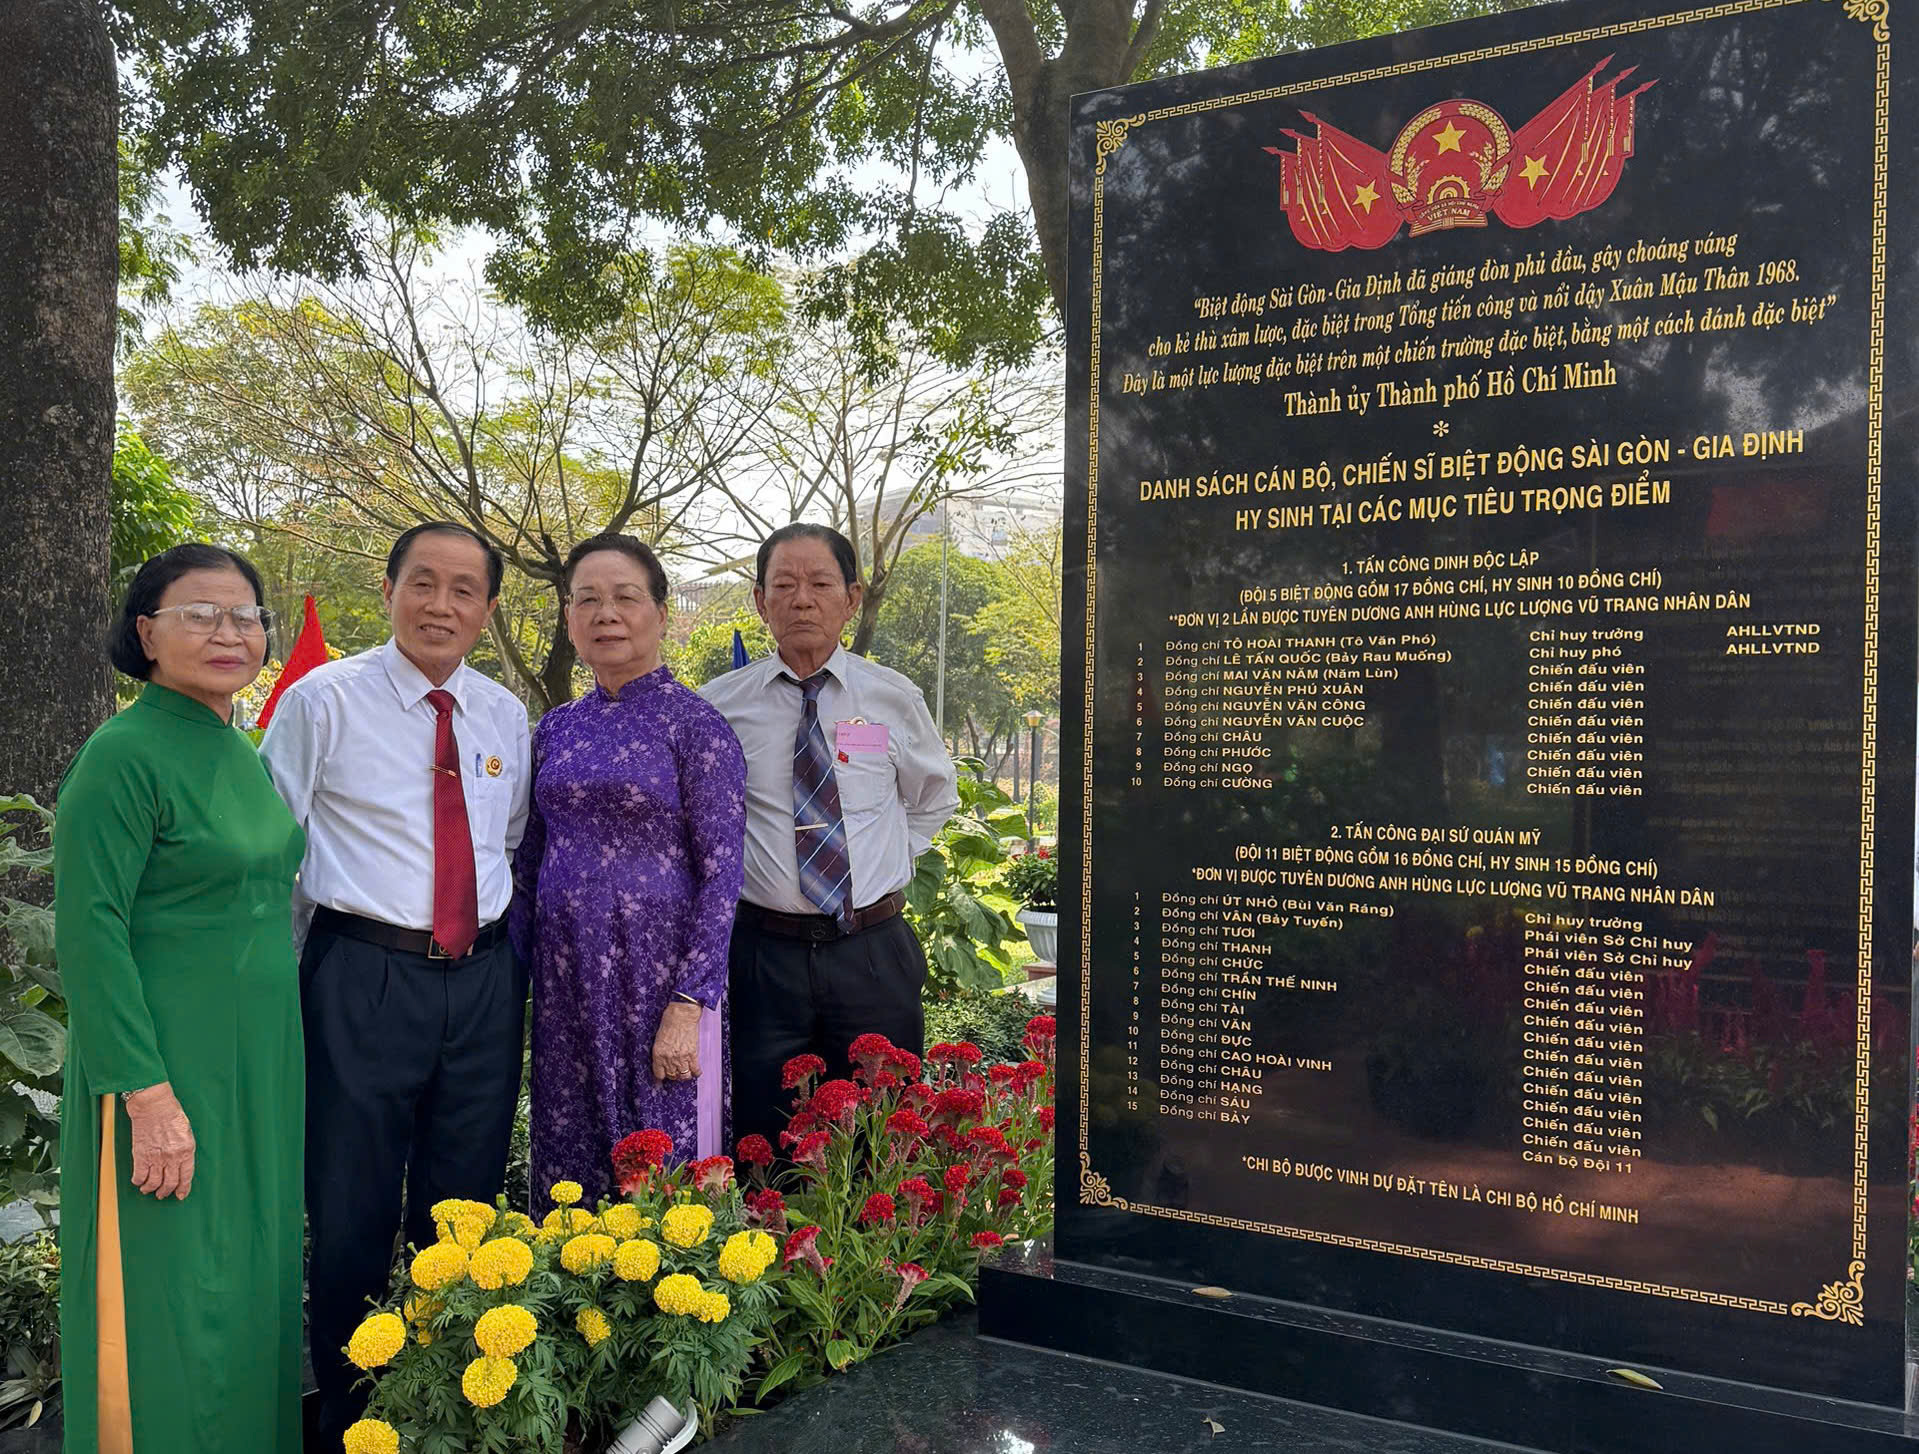 VIỆT NAM
“Biệt động Sài Gòn - Gia Định đã giáng đòn phủ đầu, gây choáng váng
cho kẻ thù xâm lược, đặc biệt trong Tổng tiến công và nổi dậy Xuân Mậu Thân 1968.
Đây là một lực lượng đặc biệt trên một chiến trường đặc biệt, bằng một cách đánh đặc biệt”
Thành ủy Thành phố Hồ Chí Minh
*
DANH SÁCH CÁN BỘ, CHIẾN SĨ BIỆT ĐỘNG SÀI GÒN - GIA ĐỊNH
HY SINH TẠI CÁC MỤC TIÊU TRỌNG ĐIỂM
1. TẤN CÔNG DINH ĐỘC LẬP
(ĐỘI 5 BIỆT ĐỘNG GỒM 17 ĐỒNG CHÍ, HY SINH 10 ĐỒNG CHÍ)
**ĐƠN VỊ 2 LẦN ĐƯỢC TUYÊN DƯƠNG ANH HÙNG LỰC LƯỢNG VŨ TRANG NHÂN DÂN
1 Đồng chí TÔ HOÀI THANH (Tô Văn Phó) Chỉ huy trưởng AHLLVTND
2 Đồng chí LÊ TẤN QUỐC (Bảy Rau Muống) Chỉ huy phó AHLLVTND
3 Đồng chí MAI VĂN NĂM (Năm Lùn) Chiến đấu viên
4 Đồng chí NGUYỄN PHÚ XUÂN Chiến đấu viên
5 Đồng chí NGUYỄN VĂN CÔNG Chiến đấu viên
6 Đồng chí NGUYỄN VĂN CUỘC Chiến đấu viên
7 Đồng chí CHÂU Chiến đấu viên
8 Đồng chí PHƯỚC Chiến đấu viên
9 Đồng chí NGỌ Chiến đấu viên
10 Đồng chí CƯỜNG Chiến đấu viên
2. TẤN CÔNG ĐẠI SỨ QUÁN MỸ
(ĐỘI 11 BIỆT ĐỘNG GỒM 16 ĐỒNG CHÍ, HY SINH 15 ĐỒNG CHÍ)
*ĐƠN VỊ ĐƯỢC TUYÊN DƯƠNG ANH HÙNG LỰC LƯỢNG VŨ TRANG NHÂN DÂN
1 Đồng chí ÚT NHỎ (Bùi Văn Ráng) Chỉ huy trưởng
2 Đồng chí VÂN (Bảy Tuyến) Phái viên Sở Chỉ huy
3 Đồng chí TƯƠI Phái viên Sở Chỉ huy
4 Đồng chí THANH Chiến đấu viên
5 Đồng chí CHỨC Chiến đấu viên
6 Đồng chí TRẦN THẾ NINH Chiến đấu viên
7 Đồng chí CHÍN Chiến đấu viên
8 Đồng chí TÀI Chiến đấu viên
9 Đồng chí VĂN Chiến đấu viên
10 Đồng chí ĐỰC Chiến đấu viên
11 Đồng chí CAO HOÀI VINH Chiến đấu viên
12 Đồng chí CHÂU Chiến đấu viên
13 Đồng chí HẠNG Chiến đấu viên
14 Đồng chí SÁU Chiến đấu viên
15 Đồng chí BẢY Cán bộ Đội 11
*CHI BỘ ĐƯỢC VINH DỰ ĐẶT TÊN LÀ CHI BỘ HỒ CHÍ MINH